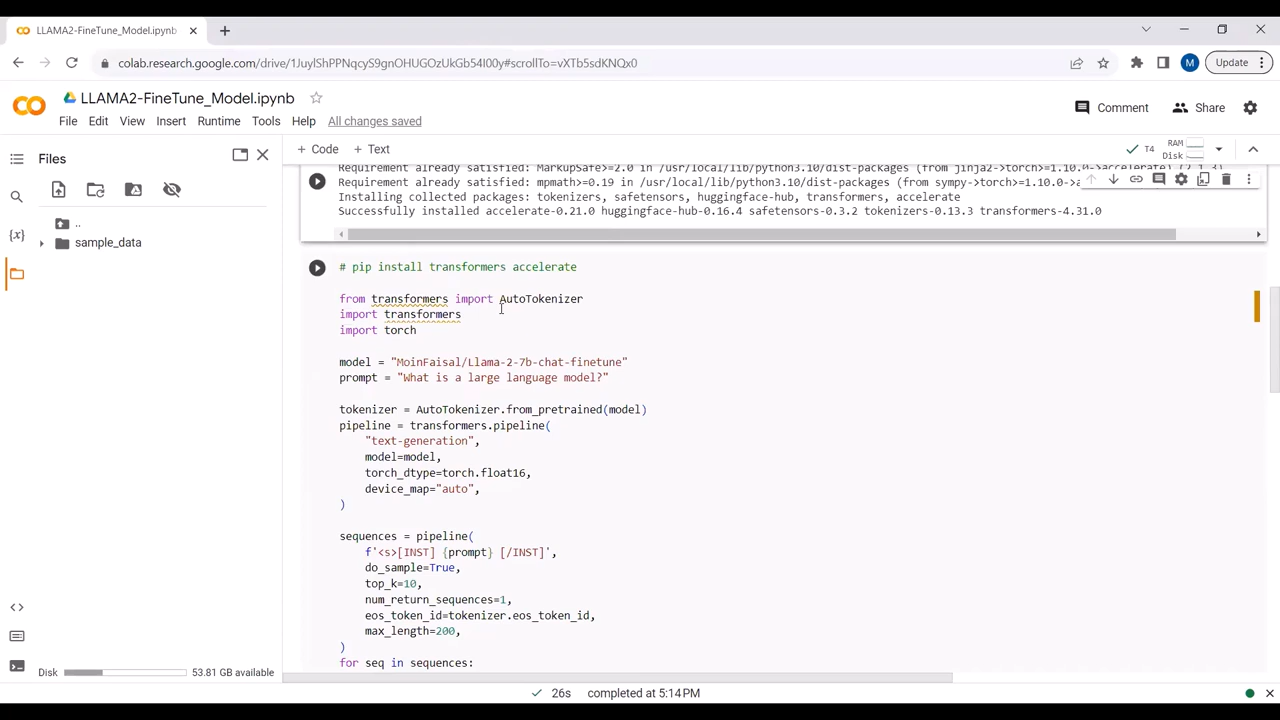 LLAMA2-FineTune_Model.ipynb
colab.research.google.com/drive/1JuylShPPNqcyS9gnOHUGOzUkGb54I00y#scrollTo=vXTb5sdKNQx0
M
Update
LLAMA2-FineTune_Model.ipynb
Comment
Share
File Edit View Insert Runtime Tools Help All changes saved
Files
+ Code + Text
T4
RAM
Disk
..
sample_data
{x}
Requirement already satisfied: MarkupSafe>=2.0 in /usr/local/lib/python3.10/dist-packages (from jinja2->torch>=1.10.0->accelerate) (2.1.3)
Requirement already satisfied: mpmath>=0.19 in /usr/local/lib/python3.10/dist-packages (from sympy->torch>=1.10.0->a
Installing collected packages: tokenizers, safetensors, huggingface-hub, transformers, accelerate
Successfully installed accelerate-0.21.0 huggingface-hub-0.16.4 safetensors-0.3.2 tokenizers-0.13.3 transformers-4.31.0
# pip install transformers accelerate
from transformers import AutoTokenizer
import transformers
import torch
model = "MoinFaisal/Llama-2-7b-chat-finetune"
prompt = "What is a large language model?"
tokenizer = AutoTokenizer.from_pretrained(model)
pipeline = transformers.pipeline(
"text-generation",
model=model,
torch_dtype=torch.float16,
device_map="auto",
)
sequences = pipeline(
f'<s>[INST] {prompt} [/INST]',
do_sample=True,
top_k=10,
num_return_sequences=1,
eos_token_id=tokenizer.eos_token_id,
max_length=200,
)
for seq in sequences:
Disk 53.81 GB available
26s completed at 5:14 PM